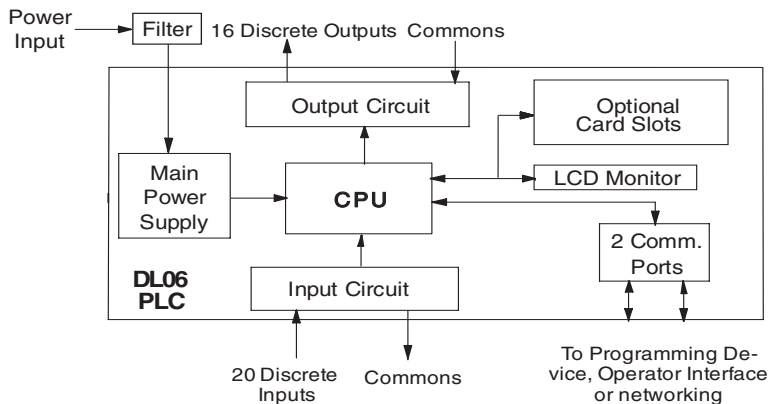 Power
Input
Filter
16 Discrete Outputs
Commons
Output Circuit
Optional
Card Slots
Main
Power
Supply
CPU
LCD Monitor
2 Comm.
Ports
DL06
PLC
Input Circuit
20 Discrete
Inputs
Commons
To Programming De-
vice, Operator Interface
or networking